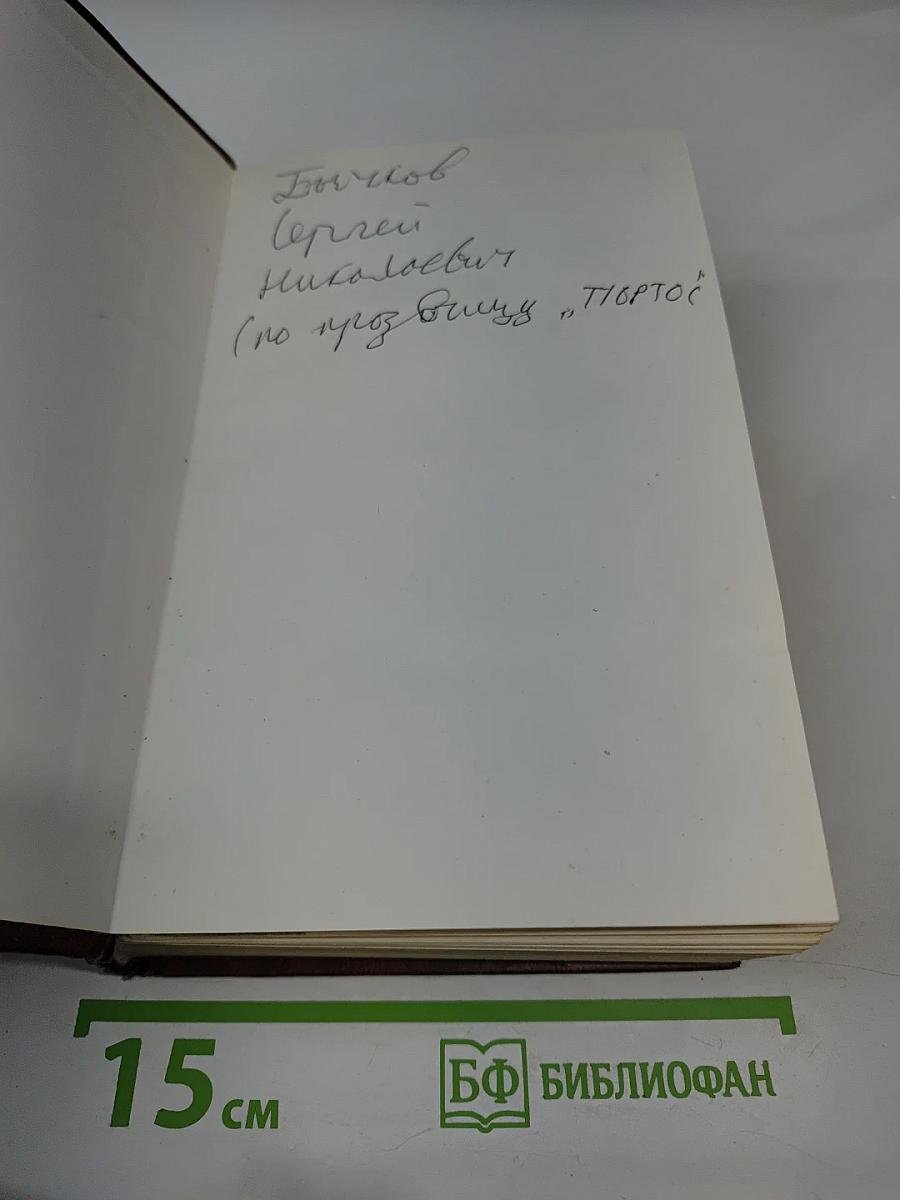 Бычков
Сергей
Николаевич
(по прозвищу „ПОРТОС“
15 см
БФ БИБЛИОФАН